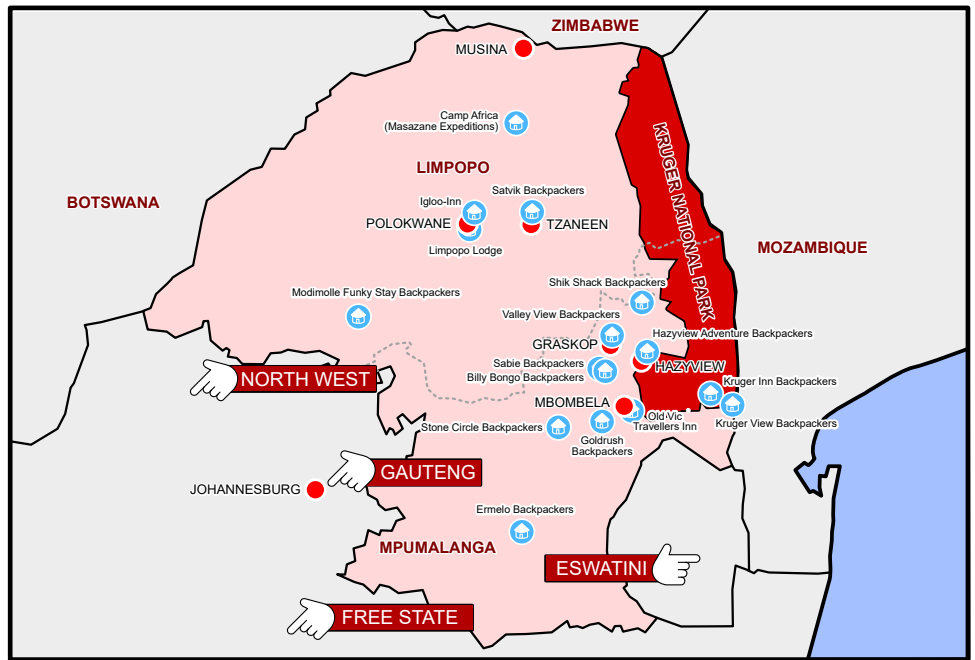 ZIMBABWE
MUSINA
Camp Africa
(Masazane Expeditions)
KRUGER NATIONAL PARK
LIMPOPO
BOTSWANA
Igloo-Inn
Satvik Backpackers
POLOKWANE
TZANEEN
Limpopo Lodge
MOZAMBIQUE
Shik Shack Backpackers
Modimolle Funky Stay Backpackers
Valley View Backpackers
Hazyview Adventure Backpackers
GRASKOP
Sabie Backpackers
HAZYVIEW
Billy Bongo Backpackers
NORTH WEST
Kruger Inn Backpackers
MBOMBELA
Old Vic
Travellers Inn
Kruger View Backpackers
Stone Circle Backpackers
Goldrush
Backpackers
GAUTENG
JOHANNESBURG
Ermelo Backpackers
MPUMALANGA
ESWATINI
FREE STATE